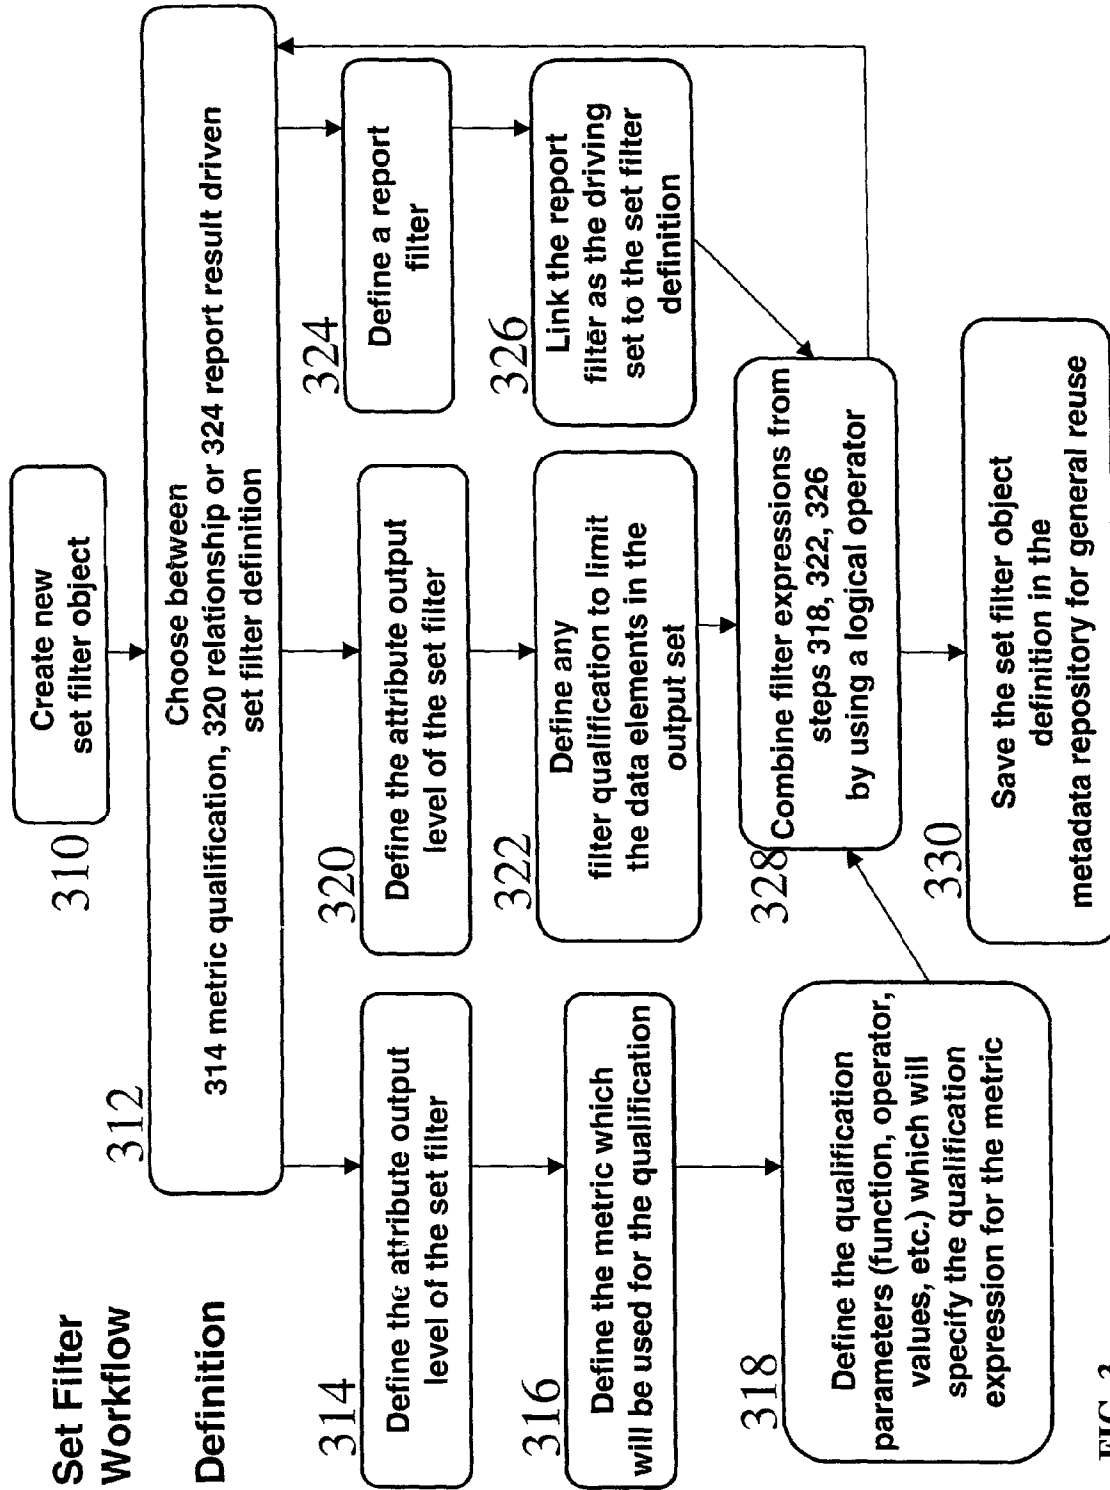 Set Filter
Workflow
Definition
310
Create new
set filter object
312
Choose between
314 metric qualification, 320 relationship or 324 report result driven
set filter definition
314
Define the attribute output
level of the set filter
316
Define the metric which
will be used for the qualification
318
Define the qualification
parameters (function, operator,
values, etc.) which will
specify the qualification
expression for the metric
320
Define the attribute output
level of the set filter
322
Define any
filter qualification to limit
the data elements in the
output set
324
Define a report
filter
326
Link the report
filter as the driving
set to the set filter
definition
328
Combine filter expressions from
steps 318, 322, 326
by using a logical operator
330
Save the set filter object
definition in the
metadata repository for general reuse
FIG. 3